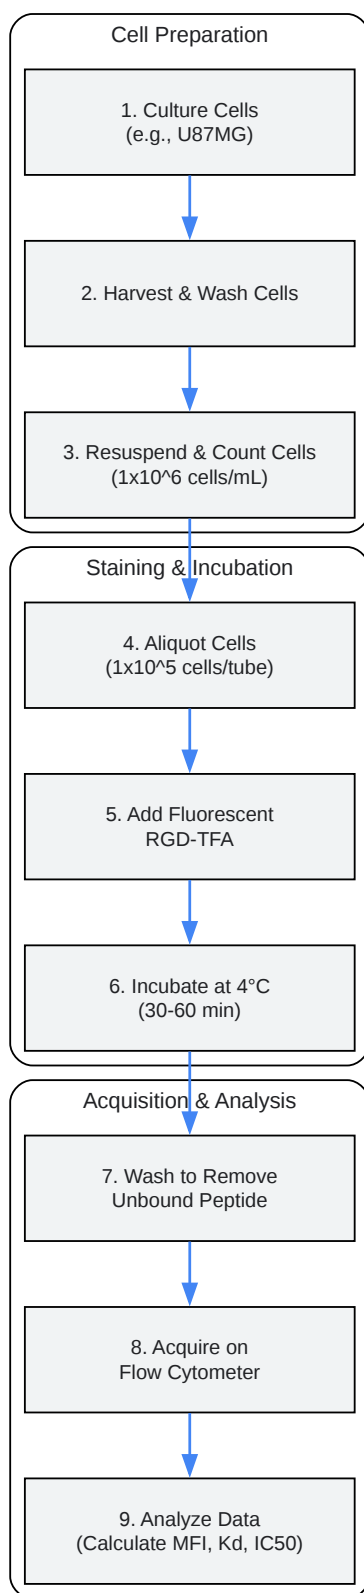 Cell Preparation
1. Culture Cells
(e.g., U87MG)
2. Harvest & Wash Cells
3. Resuspend & Count Cells
(1x10^6 cells/mL)
Staining & Incubation
4. Aliquot Cells
(1x10^5 cells/tube)
5. Add Fluorescent
RGD-TFA
6. Incubate at 4°C
(30-60 min)
Acquisition & Analysis
7. Wash to Remove
Unbound Peptide
8. Acquire on
Flow Cytometer
9. Analyze Data
(Calculate MFI, Kd, IC50)